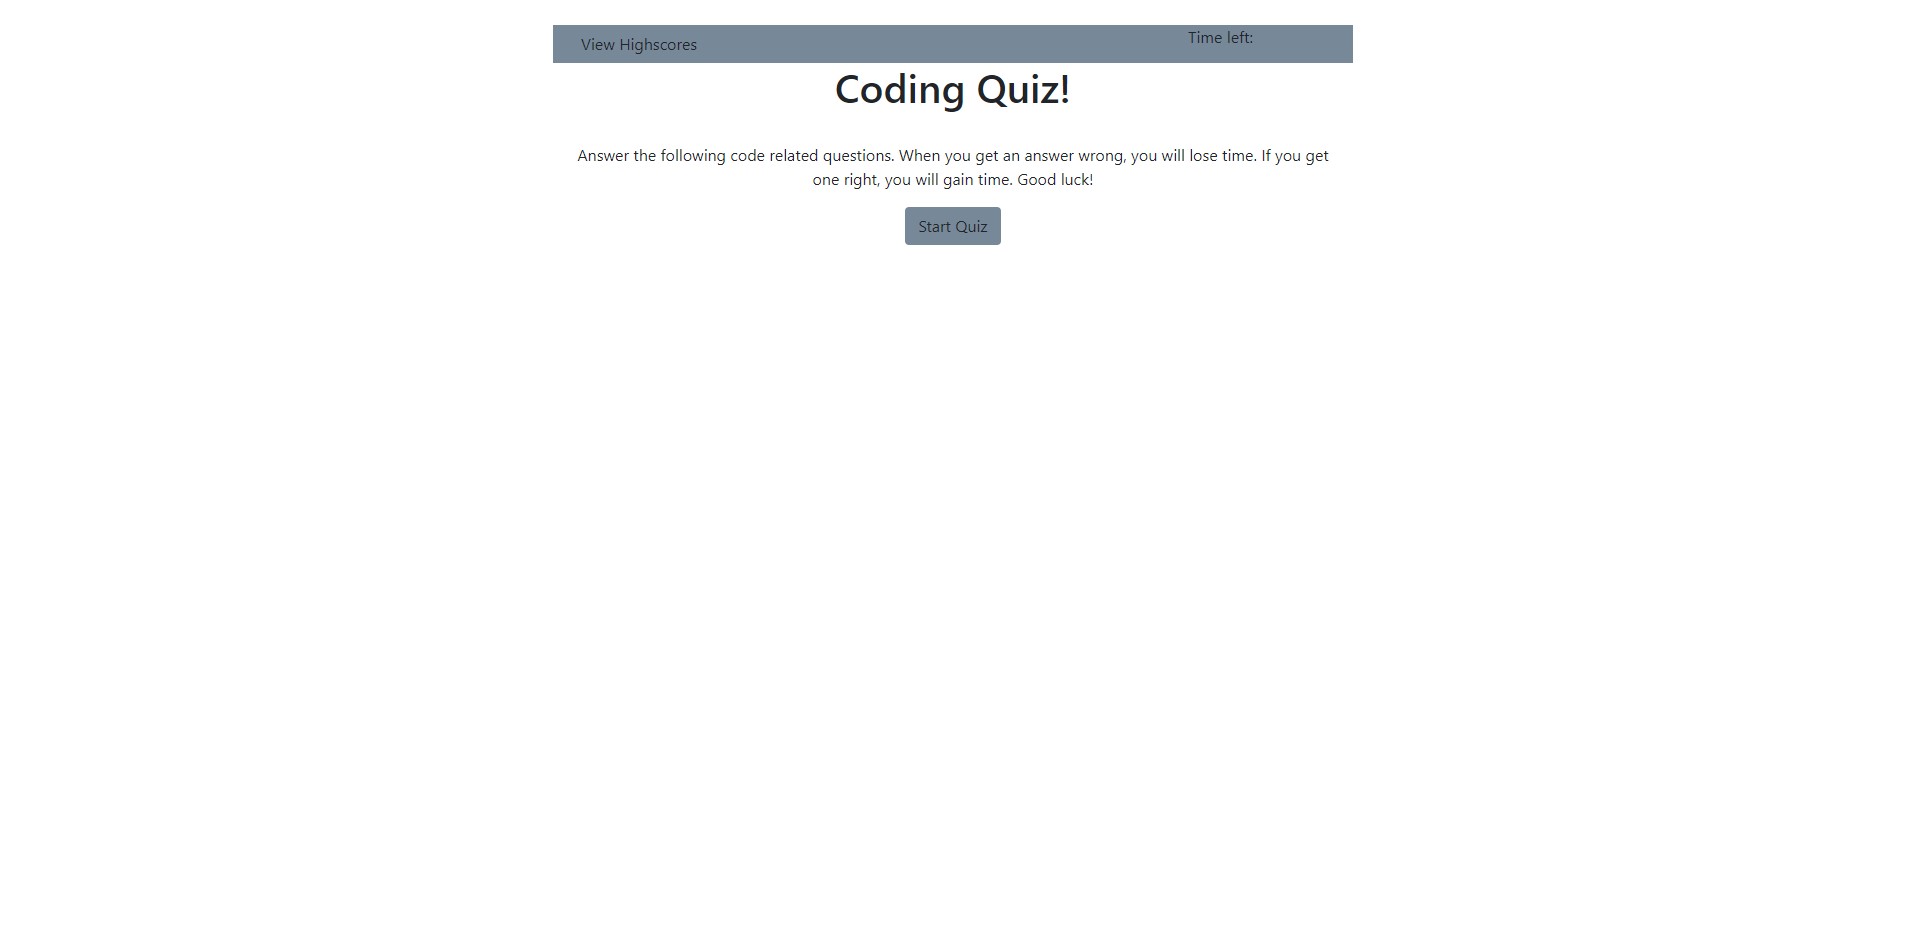 View Highscores
Time left:
Coding Quiz!
Answer the following code related questions. When you get an answer wrong, you will lose time. If you get
one right, you will gain time. Good luck!
Start Quiz